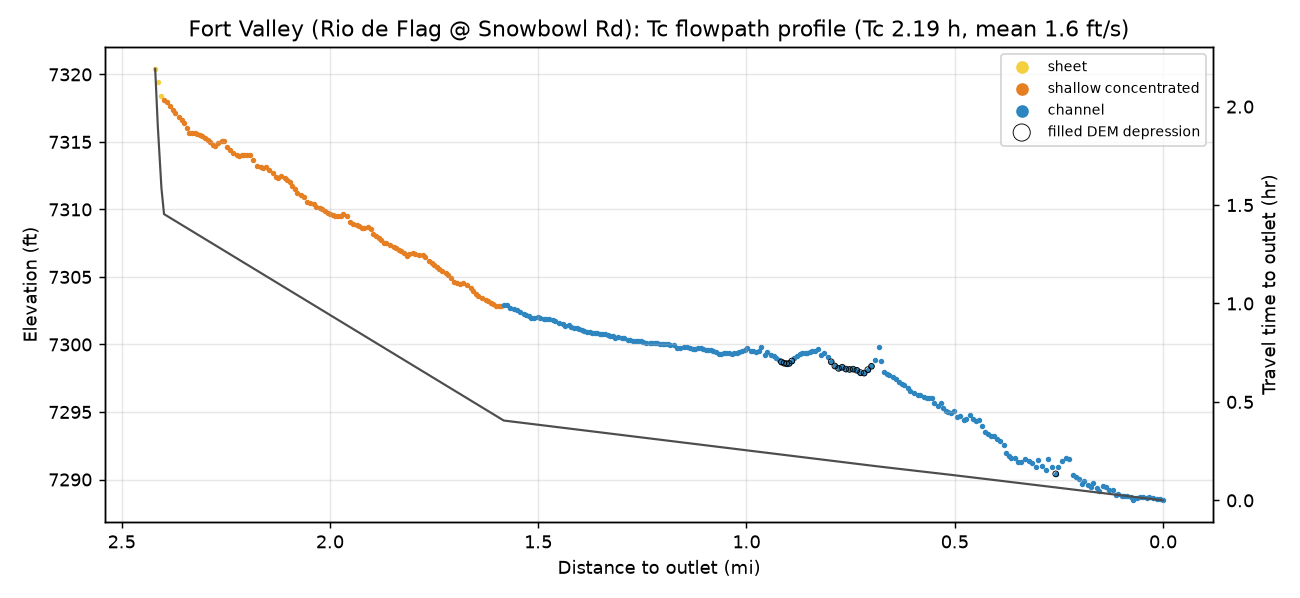 Fort Valley (Rio de Flag @ Snowbowl Rd): Tc flowpath profile (Tc 2.19 h, mean 1.6 ft/s)
sheet
shallow concentrated
channel
filled DEM depression
Elevation (ft)
7320
7315
7310
7305
7300
7295
7290
2.0
1.5
1.0
0.5
0.0
Travel time to outlet (hr)
2.5 2.0 1.5 1.0 0.5 0.0
Distance to outlet (mi)